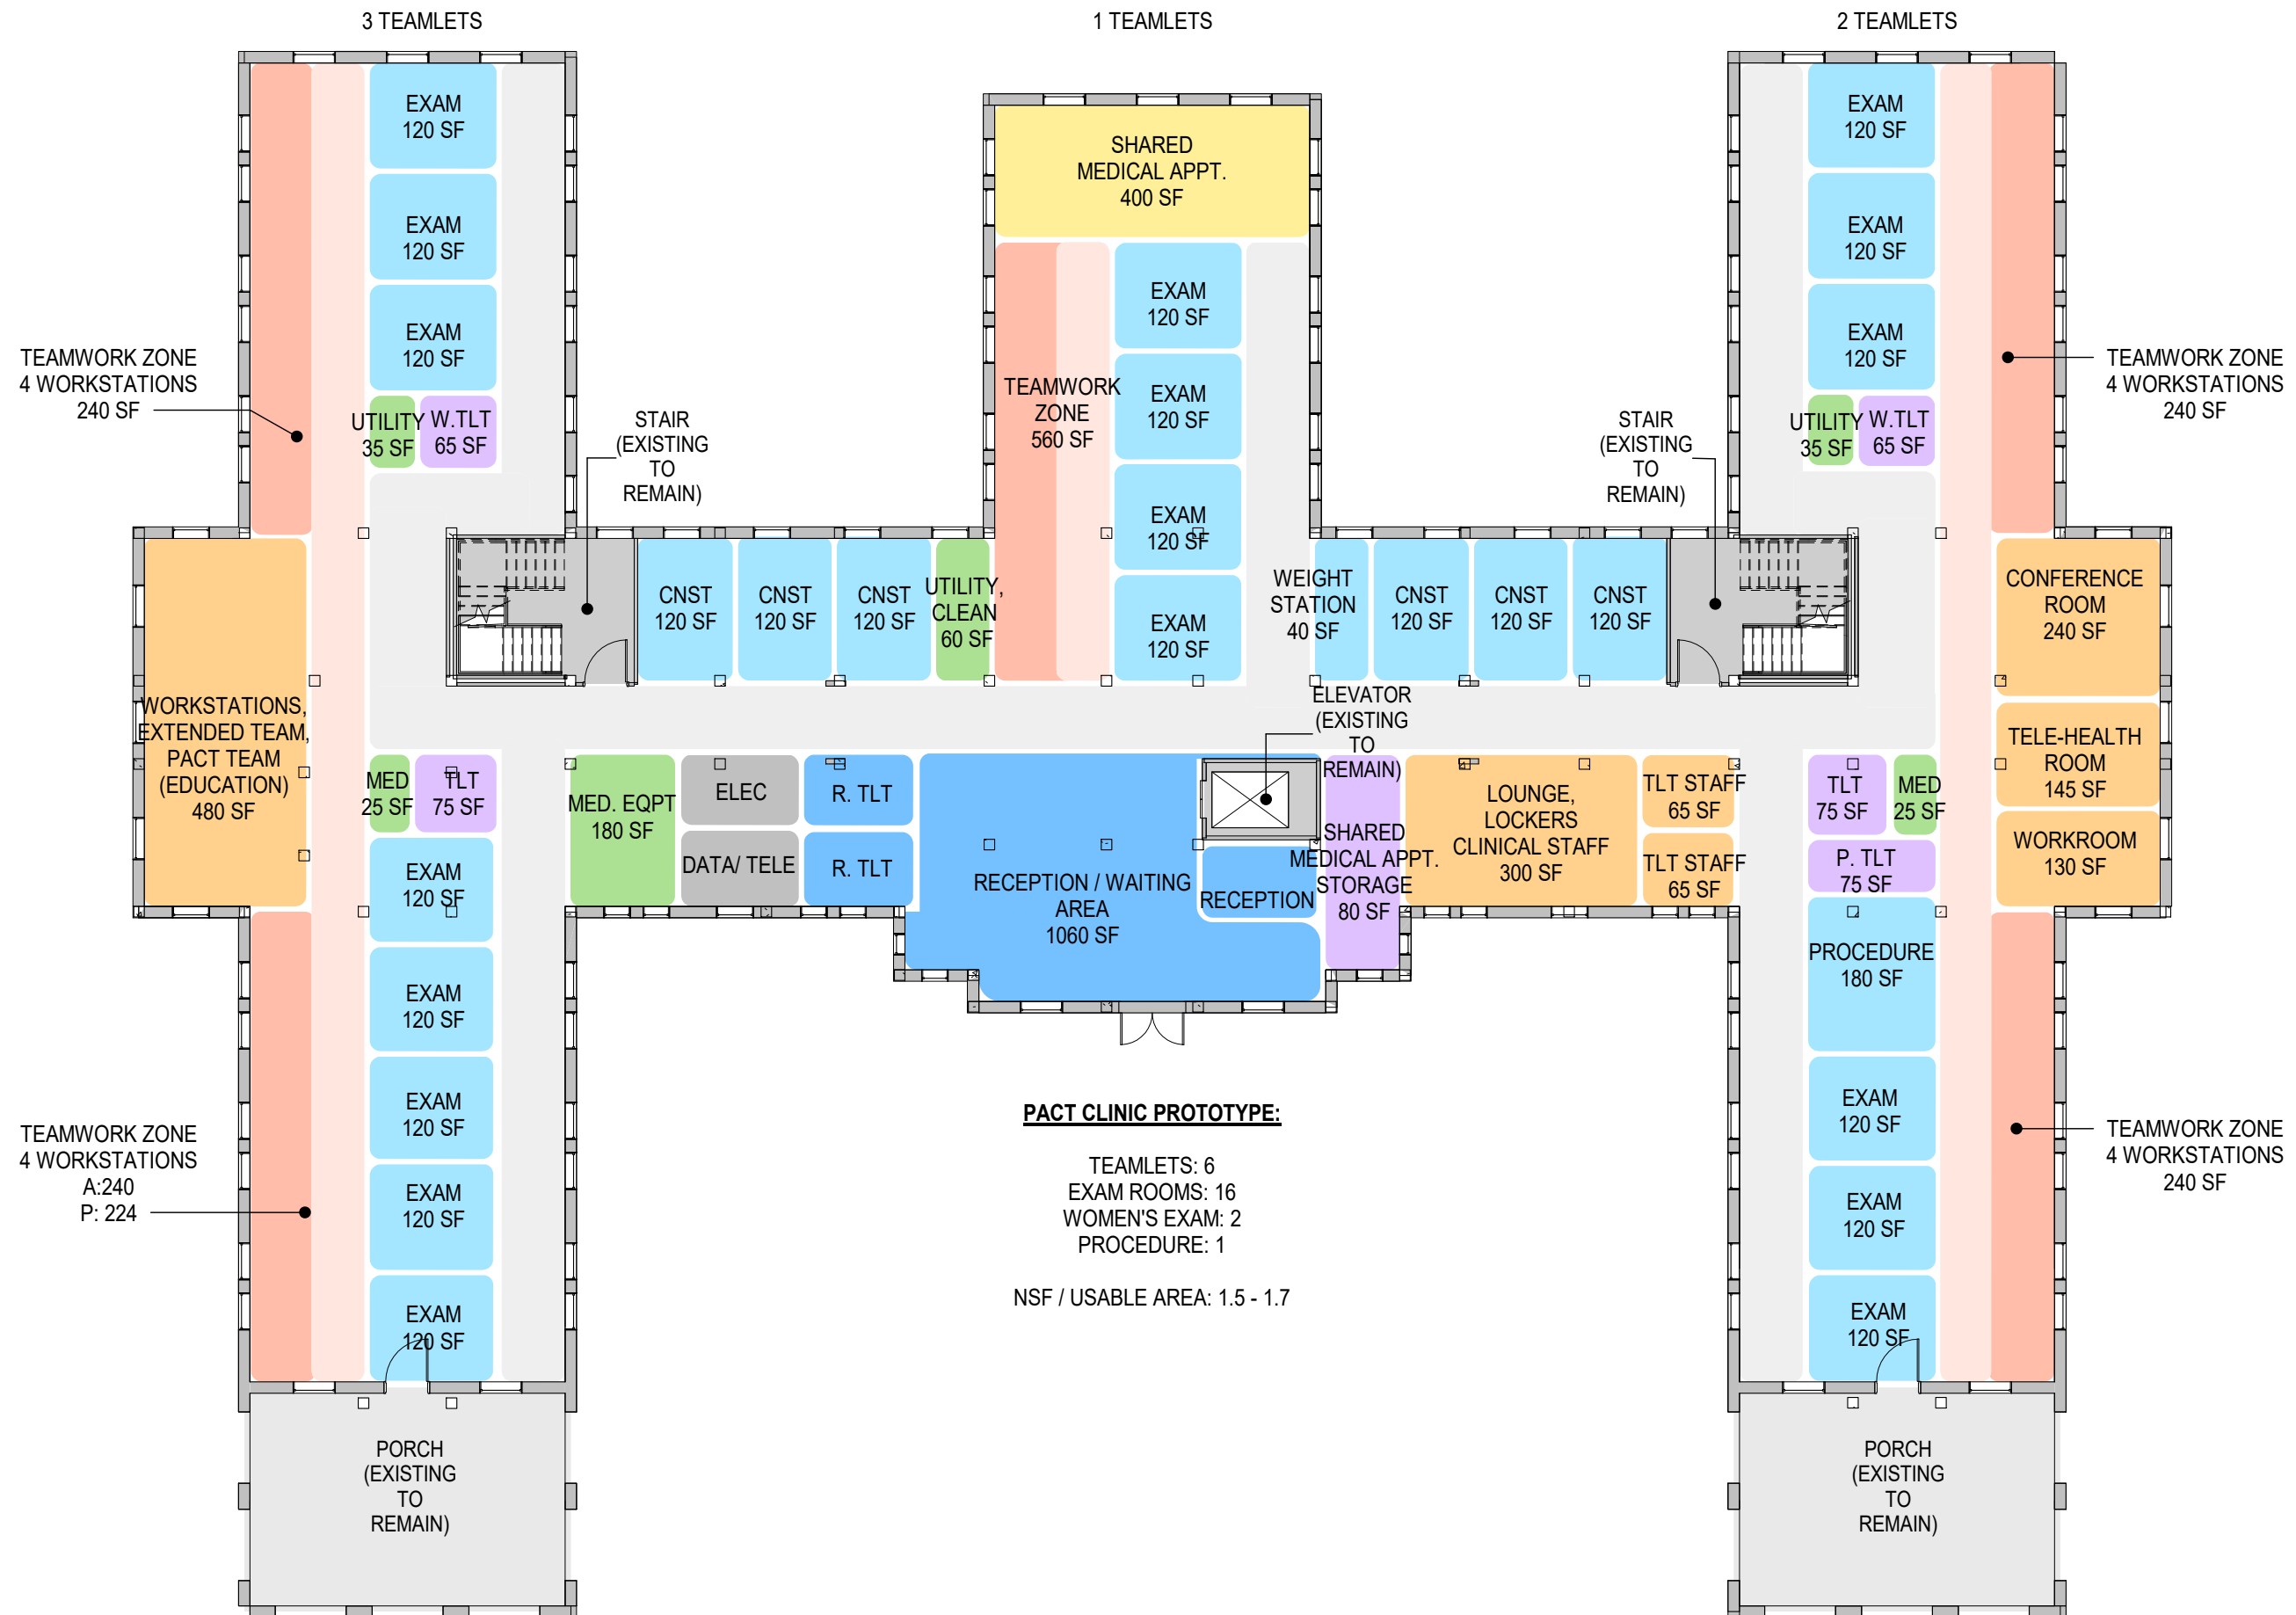 3 TEAMLETS
1 TEAMLETS
2 TEAMLETS
EXAM
120 SF
EXAM
120 SF
EXAM
120 SF
UTILITY
35 SF
W.TLT
65 SF
TEAMWORK ZONE
4 WORKSTATIONS
240 SF
STAIR
(EXISTING
TO
REMAIN)
WORKSTATIONS,
EXTENDED TEAM,
PACT TEAM
(EDUCATION)
480 SF
MED
25 SF
TLT
75 SF
EXAM
120 SF
EXAM
120 SF
EXAM
120 SF
EXAM
120 SF
EXAM
120 SF
TEAMWORK ZONE
4 WORKSTATIONS
A:240
P: 224
PORCH
(EXISTING
TO
REMAIN)
SHARED
MEDICAL APPT.
400 SF
TEAMWORK
ZONE
560 SF
EXAM
120 SF
EXAM
120 SF
EXAM
120 SF
EXAM
120 SF
CNST
120 SF
CNST
120 SF
CNST
120 SF
UTILITY,
CLEAN
60 SF
WEIGHT
STATION
40 SF
CNST
120 SF
CNST
120 SF
CNST
120 SF
MED. EQPT
180 SF
ELEC
DATA/ TELE
R. TLT
R. TLT
RECEPTION / WAITING
AREA
1060 SF
RECEPTION
ELEVATOR
(EXISTING
TO
REMAIN)
SHARED
MEDICAL APPT.
STORAGE
80 SF
LOUNGE,
LOCKERS
CLINICAL STAFF
300 SF
TLT STAFF
65 SF
TLT STAFF
65 SF
STAIR
(EXISTING
TO
REMAIN)
EXAM
120 SF
EXAM
120 SF
EXAM
120 SF
UTILITY
35 SF
W.TLT
65 SF
TEAMWORK ZONE
4 WORKSTATIONS
240 SF
CONFERENCE
ROOM
240 SF
TELE-HEALTH
ROOM
145 SF
WORKROOM
130 SF
TLT
75 SF
MED
25 SF
P. TLT
75 SF
PROCEDURE
180 SF
EXAM
120 SF
EXAM
120 SF
EXAM
120 SF
TEAMWORK ZONE
4 WORKSTATIONS
240 SF
PORCH
(EXISTING
TO
REMAIN)
PACT CLINIC PROTOTYPE:
TEAMLETS: 6
EXAM ROOMS: 16
WOMEN'S EXAM: 2
PROCEDURE: 1
NSF / USABLE AREA: 1.5 - 1.7